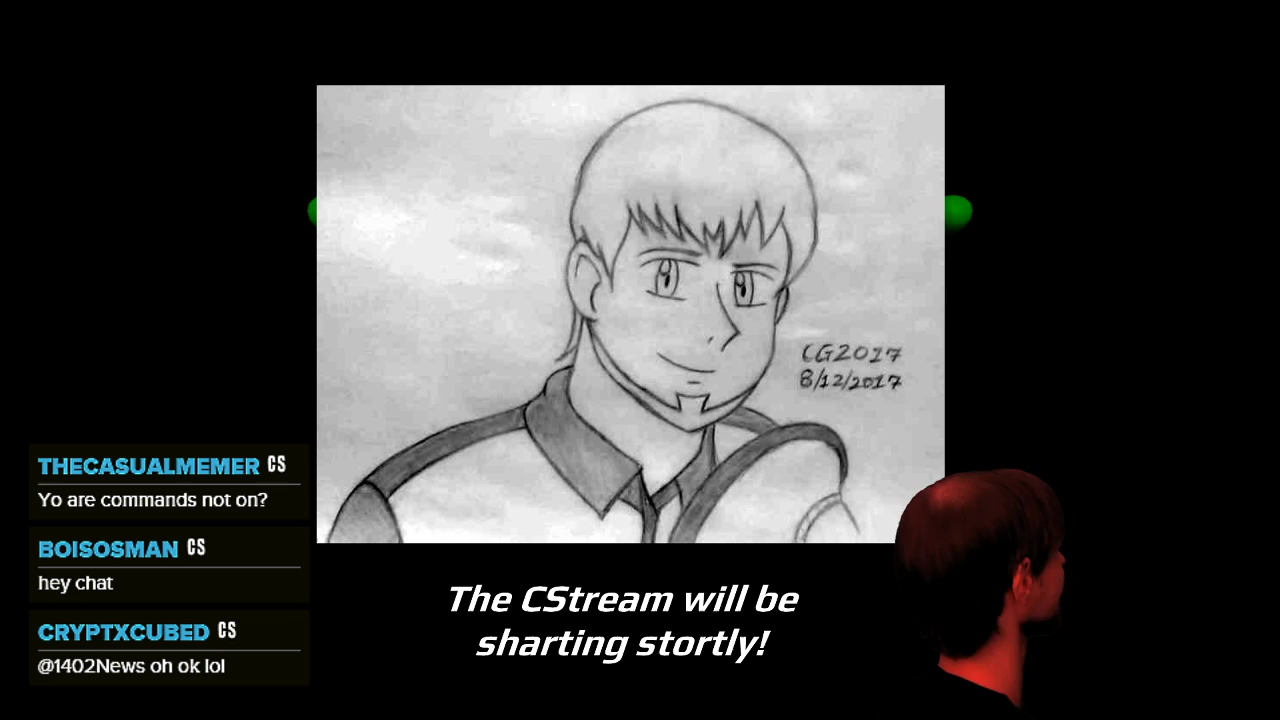 CG2017
8/12/2017
THECASUALMEMER CS
Yo are commands not on?
BOISOSMAN CS
hey chat
CRYPTXCUBED CS
@1402News oh ok lol
The CStream will be
sharting stortly!